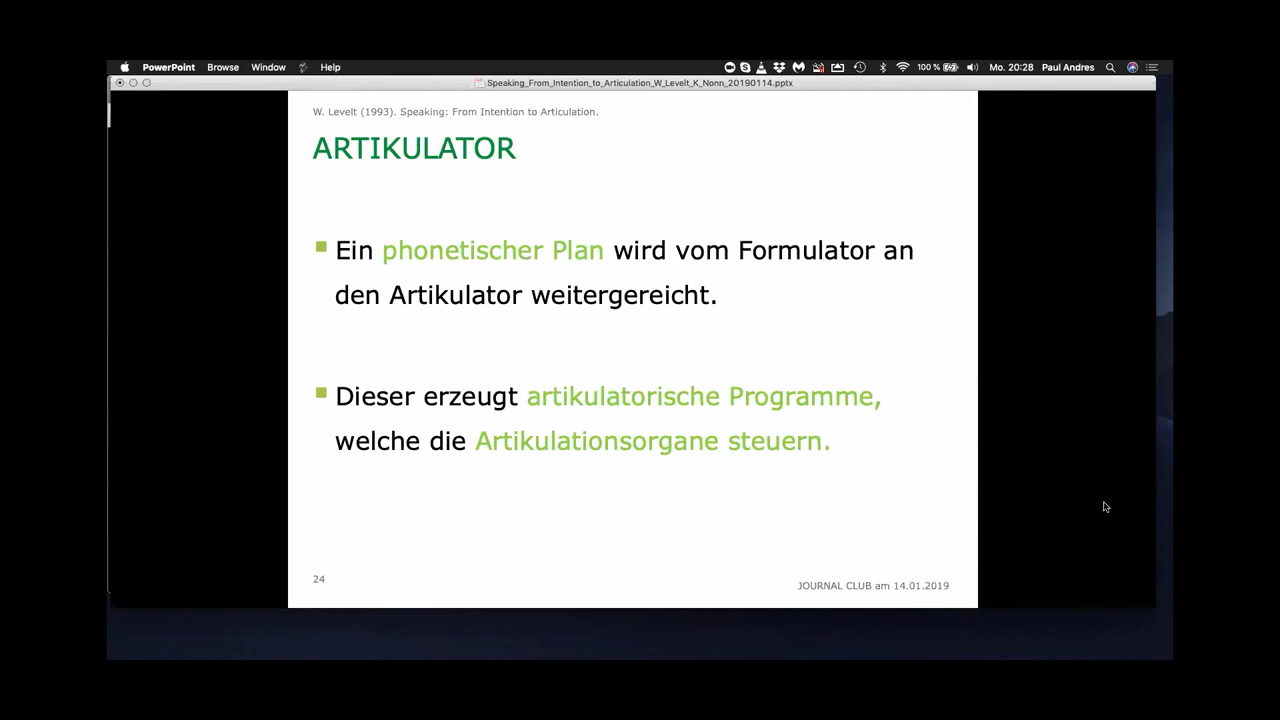 PowerPoint Browse Window Help 100 % Mo. 20:28 Paul Andres
Speaking_From_Intention_to_Articulation_W_Levelt_K_Nonn_20190114.pptx
W. Levelt (1993). Speaking: From Intention to Articulation.
ARTIKULATOR
Ein phonetischer Plan wird vom Formulator an
den Artikulator weitergereicht.
Dieser erzeugt artikulatorische Programme,
welche die Artikulationsorgane steuern.
24
JOURNAL CLUB am 14.01.2019